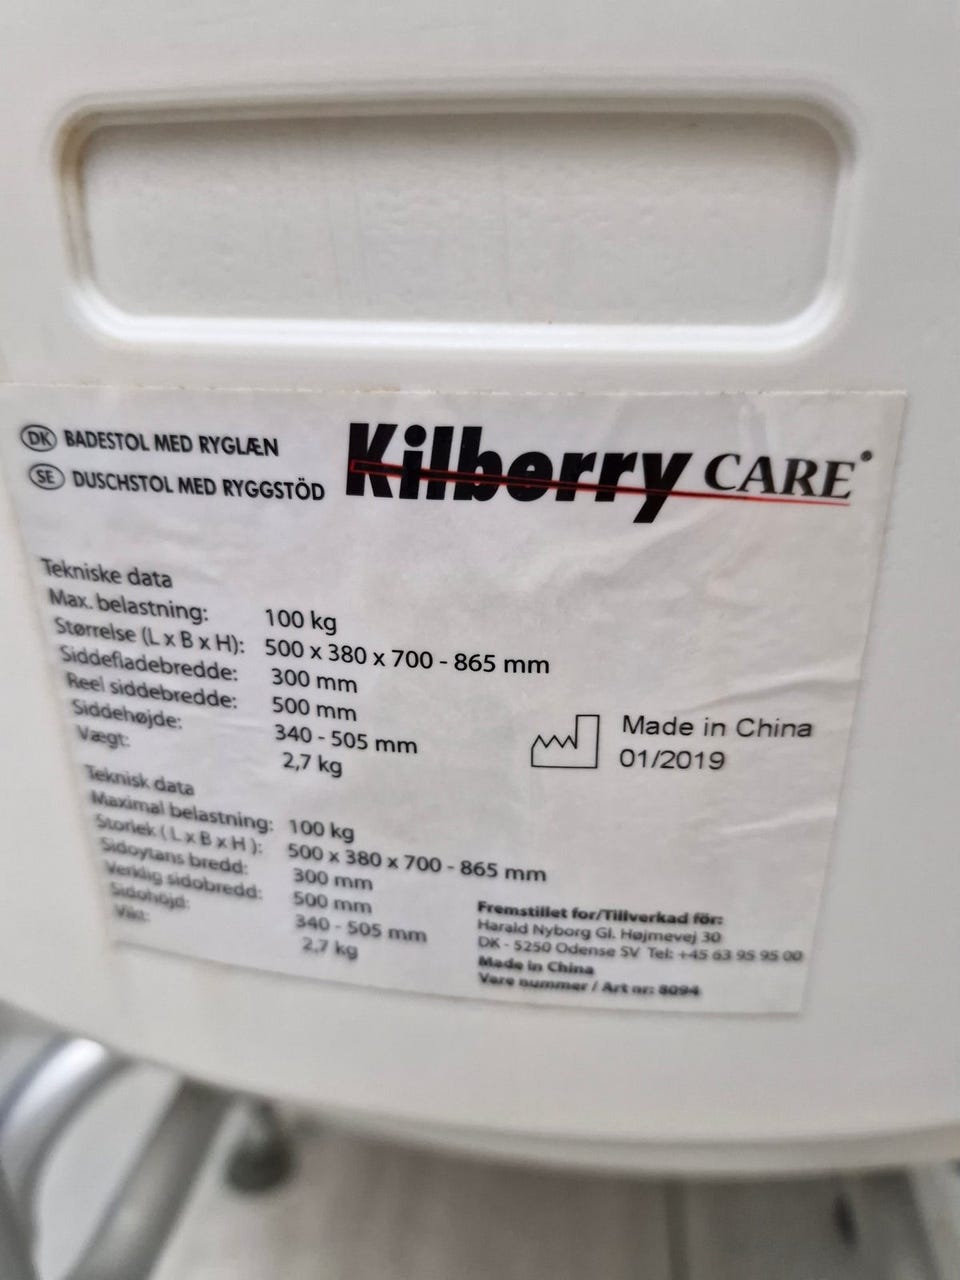 DK BADESTOL MED RYGLÆN
SE DUSCHSTOL MED RYGGSTÖD
Kilberry CARE®
Tekniske data
Max. belastning: 100 kg
Størrelse (L x B x H): 500 x 380 x 700 - 865 mm
Siddefladebredde: 300 mm
Reel siddebredde: 500 mm
Siddehøjde: 340 - 505 mm
Vægt: 2,7 kg
Made in China
01/2019
Teknisk data
Maximal belastning: 100 kg
Storlek ( L x B x H ): 500 x 380 x 700 - 865 mm
Sidoytans bredd: 300 mm
Verklig sidobredd: 500 mm
Sidohöjd: 340 - 505 mm
Vikt: 2,7 kg
Fremstillet for/Tillverkad för:
Harald Nyborg Gl. Højmevej 30
DK - 5250 Odense SV Tel: +45 63 95 95 00
Made in China
Vare nummer / Art nr: 8094